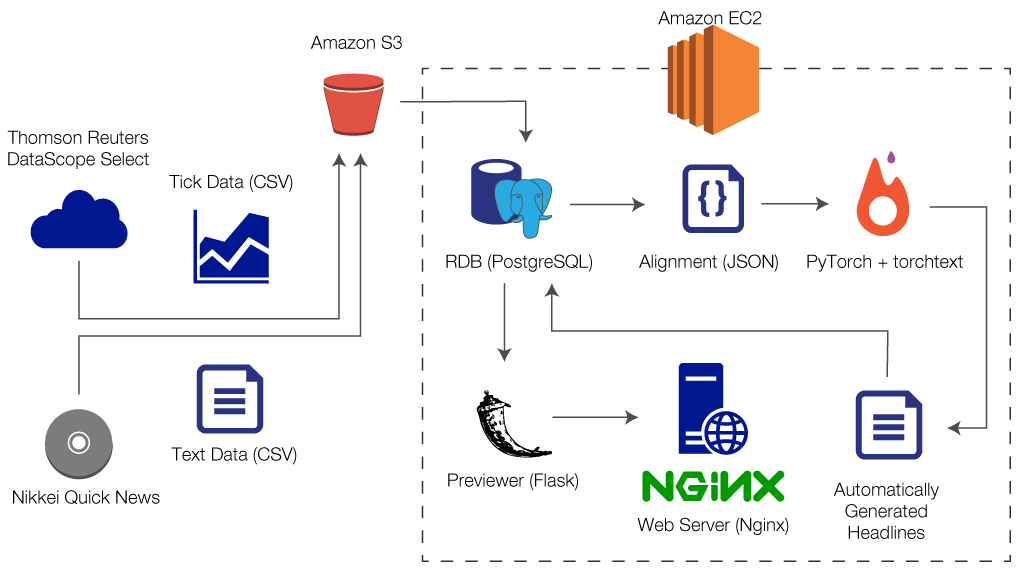 Amazon EC2
Amazon S3
Thomson Reuters
DataScope Select
Tick Data (CSV)
{ }
RDB (PostgreSQL)
Alignment (JSON)
PyTorch + torchtext
Text Data (CSV)
Nikkei Quick News
Previewer (Flask)
NGiNX
Web Server (Nginx)
Automatically
Generated
Headlines